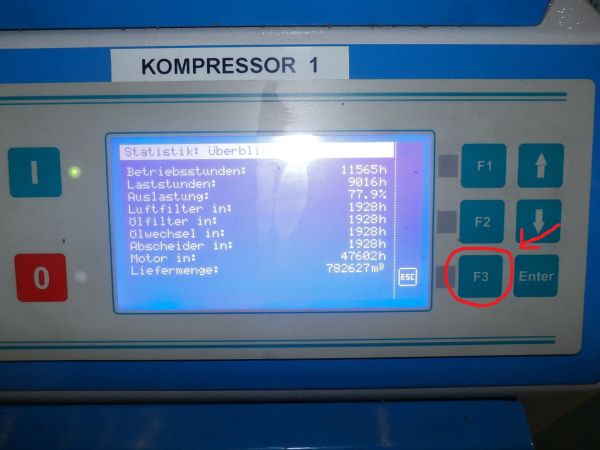 KOMPRESSOR 1
Statistik:
Betriebsstunden: 11565h
Laststunden: 9016h
Auslastung: 77.9%
Luftfilter in: 1928h
Ölfilter in: 1928h
Ölwechsel in: 1928h
Abscheider in: 1928h
Motor in: 47602h
Liefermenge: 782627m³
ESC
I
0
F1
F2
F3
Enter